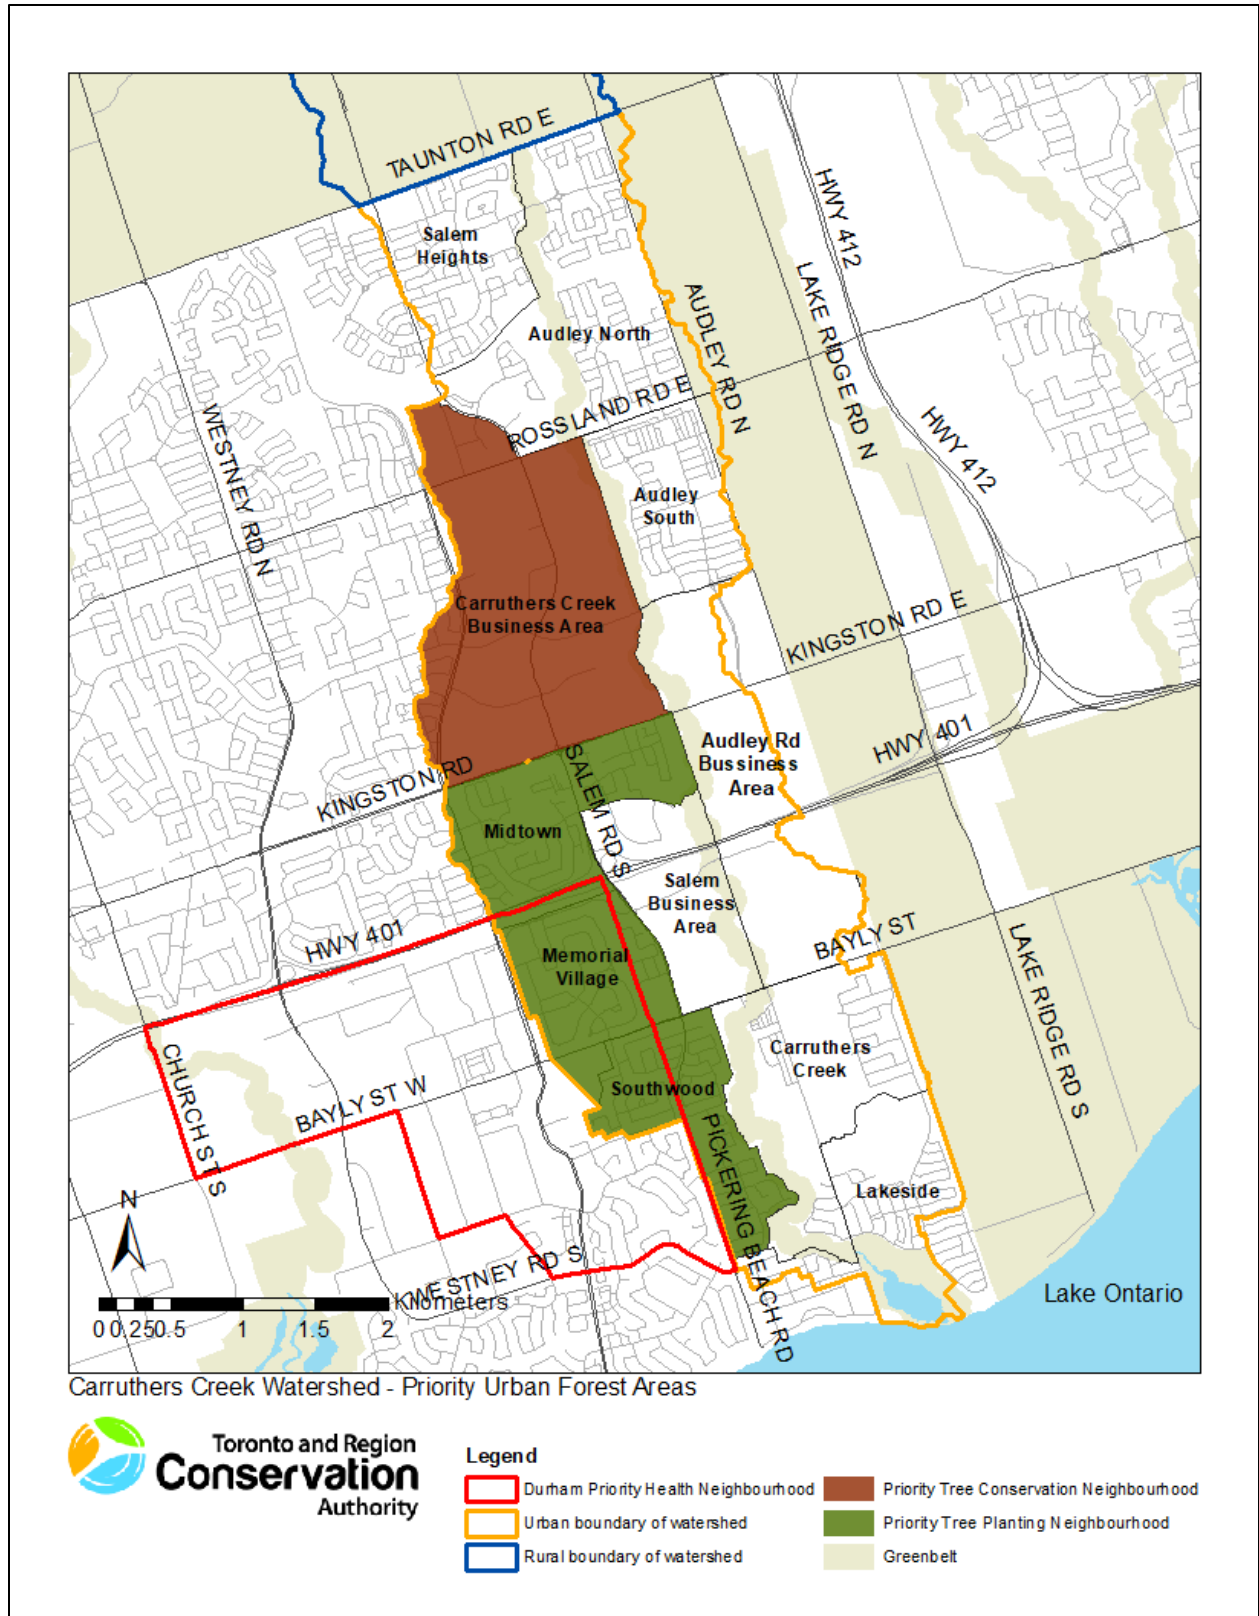 TAUNTON RD E
HWY 412
Salem
Heights
LAKE RIDGE RD N
AUDLEY RD N
Audley North
ROSSLAND RD E
WESTNEY RD N
HWY 412
Audley
South
Carruthers Creek
Business Area
KINGSTON RD E
Audley Rd
Bussiness
Area
HWY 401
KINGSTON RD
SALEM RD S
Midtown
Salem
Business
Area
HWY 401
BAYLY ST
LAKE RIDGE RD S
Memorial
Village
CHURCH ST S
Carruthers
Creek
BAYLY ST W
Southwood
PICKERING BEACH RD
Lakeside
N
WESTNEY RD S
Kilometers
0 0.25 0.5 1 1.5 2
Lake Ontario
Carruthers Creek Watershed - Priority Urban Forest Areas
Toronto and Region
Conservation
Authority
Legend
Durham Priority Health Neighbourhood
Urban boundary of watershed
Rural boundary of watershed
Priority Tree Conservation Neighbourhood
Priority Tree Planting Neighbourhood
Greenbelt